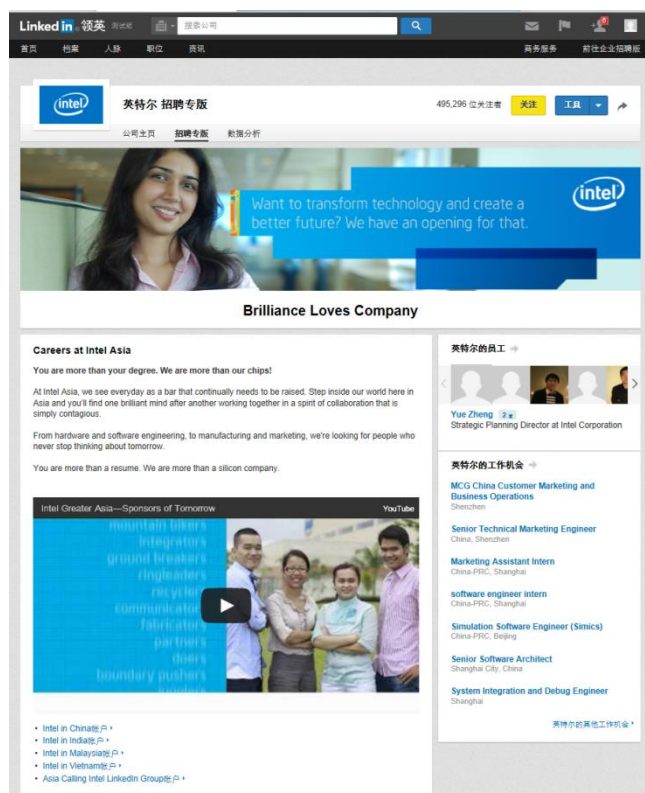 Linked in 领英 测试版
搜索公司
首页 档案 人脉 职位 资讯
商务服务 前往企业招聘版
intel
英特尔 招聘专版
495,296 位关注者
关注
工具
公司主页 招聘专版 数据分析
Want to transform technology and create a
better future? We have an opening for that.
intel
Brilliance Loves Company
Careers at Intel Asia
You are more than your degree. We are more than our chips!
At Intel Asia, we see everyday as a bar that continually needs to be raised. Step inside our world here in
Asia and you'll find one brilliant mind after another working together in a spirit of collaboration that is
simply contagious.
From hardware and software engineering, to manufacturing and marketing, we're looking for people who
never stop thinking about tomorrow.
You are more than a resume. We are more than a silicon company.
Intel Greater Asia—Sponsors of Tomorrow
YouTube
mountain bikers
integrators
ground breakers
ringleaders
recyclers
communicators
fabricators
partners
doers
boundary pushers
Intel in China帐户
Intel in India帐户
Intel in Malaysia帐户
Intel in Vietnam帐户
Asia Calling Intel LinkedIn Group帐户
英特尔的员工
Yue Zheng 2
Strategic Planning Director at Intel Corporation
英特尔的工作机会
MCG China Customer Marketing and
Business Operations
Shenzhen
Senior Technical Marketing Engineer
China, Shenzhen
Marketing Assistant Intern
China-PRC, Shanghai
software engineer intern
China-PRC, Shanghai
Simulation Software Engineer (Simics)
China-PRC, Beijing
Senior Software Architect
Shanghai City, China
System Integration and Debug Engineer
Shanghai
英特尔的其他工作机会